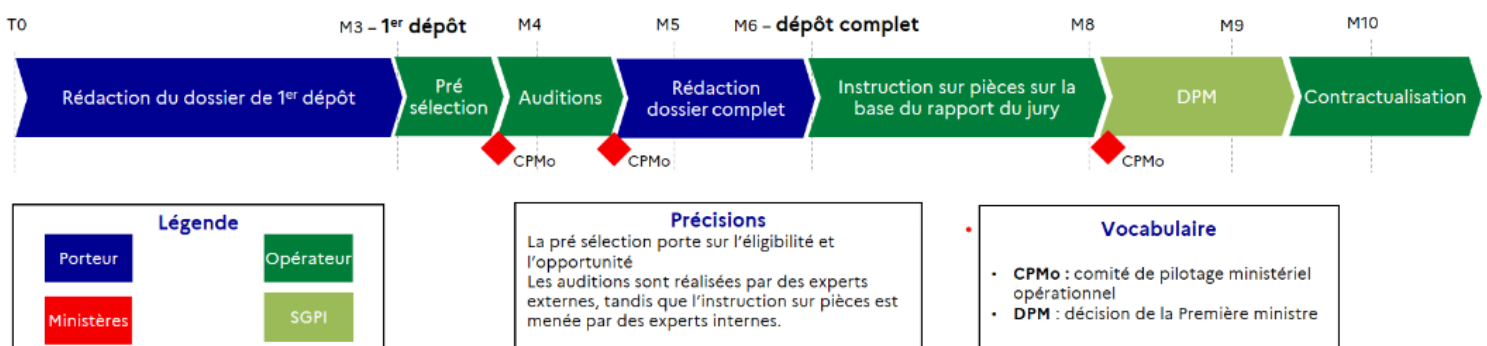 T0
M3 – 1er dépôt
M4
M5
M6 – dépôt complet
M8
M9
M10
Rédaction du dossier de 1er dépôt
Pré
sélection
Auditions
Rédaction
dossier complet
Instruction sur pièces sur la
base du rapport du jury
DPM
Contractualisation
CPMo
CPMo
CPMo
Légende
Porteur
Opérateur
Ministères
SGPI
Précisions
La pré sélection porte sur l'éligibilité et
l'opportunité
Les auditions sont réalisées par des experts
externes, tandis que l'instruction sur pièces est
menée par des experts internes.
Vocabulaire
• CPMo : comité de pilotage ministériel
opérationnel
• DPM : décision de la Première ministre